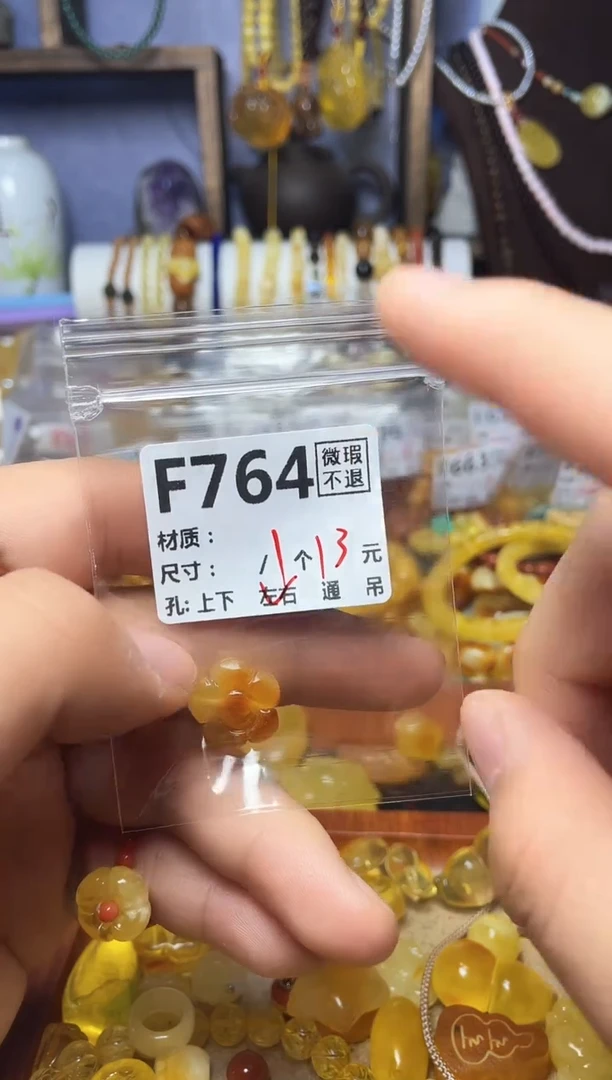 F764 微瑕
不退
材质：
尺寸： /1个13元
孔: 上下 左右 通 吊